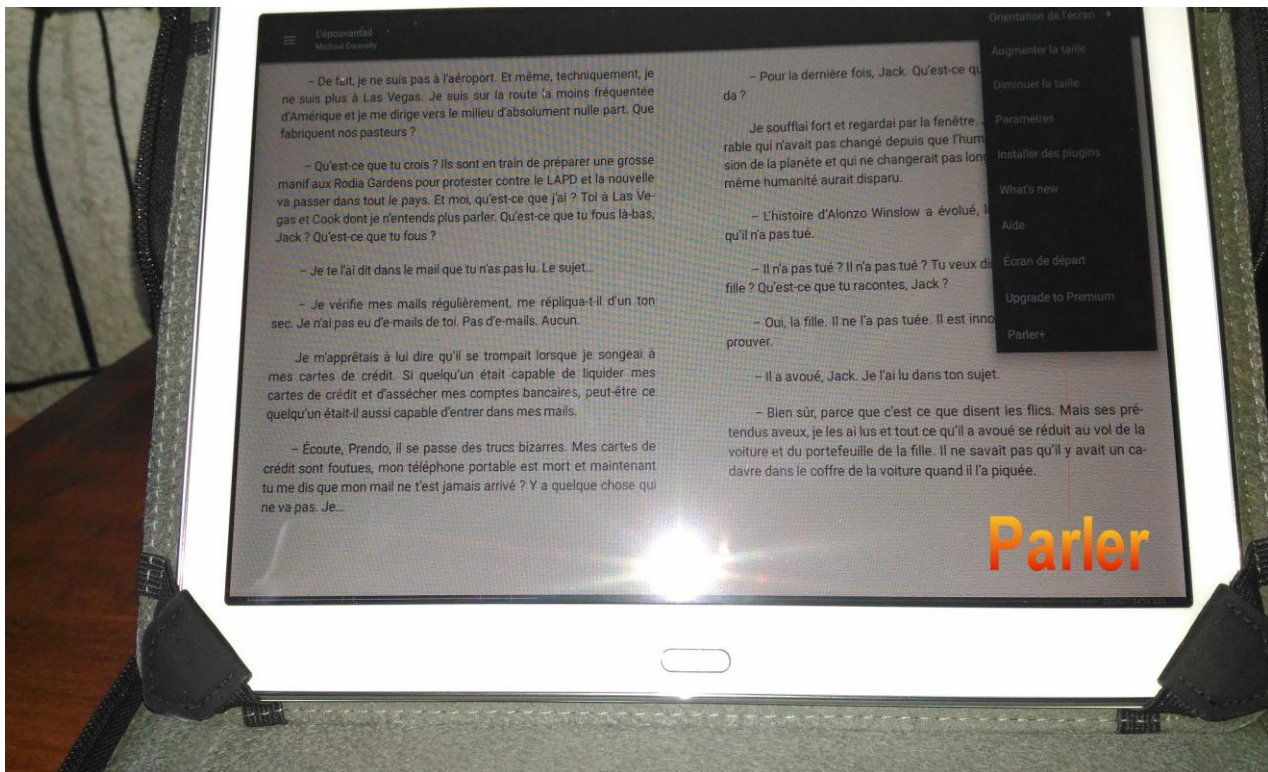 L'épouvantail
Michael Connelly
– De fait, je ne suis pas à l'aéroport. Et même, techniquement, je
ne suis plus à Las Vegas. Je suis sur la route la moins fréquentée
d'Amérique et je me dirige vers le milieu d'absolument nulle part. Que
fabriquent nos pasteurs ?
– Qu'est-ce que tu crois ? Ils sont en train de préparer une grosse
manif aux Rodia Gardens pour protester contre le LAPD et la nouvelle
va passer dans tout le pays. Et moi, qu'est-ce que j'ai ? Toi à Las Ve-
gas et Cook dont je n'entends plus parler. Qu'est-ce que tu fous là-bas,
Jack ? Qu'est-ce que tu fous ?
– Je te l'ai dit dans le mail que tu n'as pas lu. Le sujet...
– Je vérifie mes mails régulièrement, me répliqua-t-il d'un ton
sec. Je n'ai pas eu d'e-mails de toi. Pas d'e-mails. Aucun.
Je m'apprêtais à lui dire qu'il se trompait lorsque je songeai à
mes cartes de crédit. Si quelqu'un était capable de liquider mes
cartes de crédit et d'assécher mes comptes bancaires, peut-être ce
quelqu'un était-il aussi capable d'entrer dans mes mails.
– Écoute, Prendo, il se passe des trucs bizarres. Mes cartes de
crédit sont foutues, mon téléphone portable est mort et maintenant
tu me dis que mon mail ne t'est jamais arrivé ? Y a quelque chose qui
ne va pas. Je...
– Pour la dernière fois, Jack. Qu'est-ce qu
da ?
Je soufflai fort et regardai par la fenêtre.
rable qui n'avait pas changé depuis que l'hum
sion de la planète et qui ne changerait pas long
même humanité aurait disparu.
– L'histoire d'Alonzo Winslow a évolué, l
qu'il n'a pas tué.
– Il n'a pas tué ? Il n'a pas tué ? Tu veux di
fille ? Qu'est-ce que tu racontes, Jack ?
– Oui, la fille. Il ne l'a pas tuée. Il est inno
prouver.
– Il a avoué, Jack. Je l'ai lu dans ton sujet.
– Bien sûr, parce que c'est ce que disent les flics. Mais ses pré-
tendus aveux, je les ai lus et tout ce qu'il a avoué se réduit au vol de la
voiture et du portefeuille de la fille. Il ne savait pas qu'il y avait un ca-
davre dans le coffre de la voiture quand il l'a piquée.
Orientation de l'écran
Augmenter la taille
Diminuer la taille
Paramètres
Installer des plugins
What's new
Aide
Écran de départ
Upgrade to Premium
Parler+
Parler